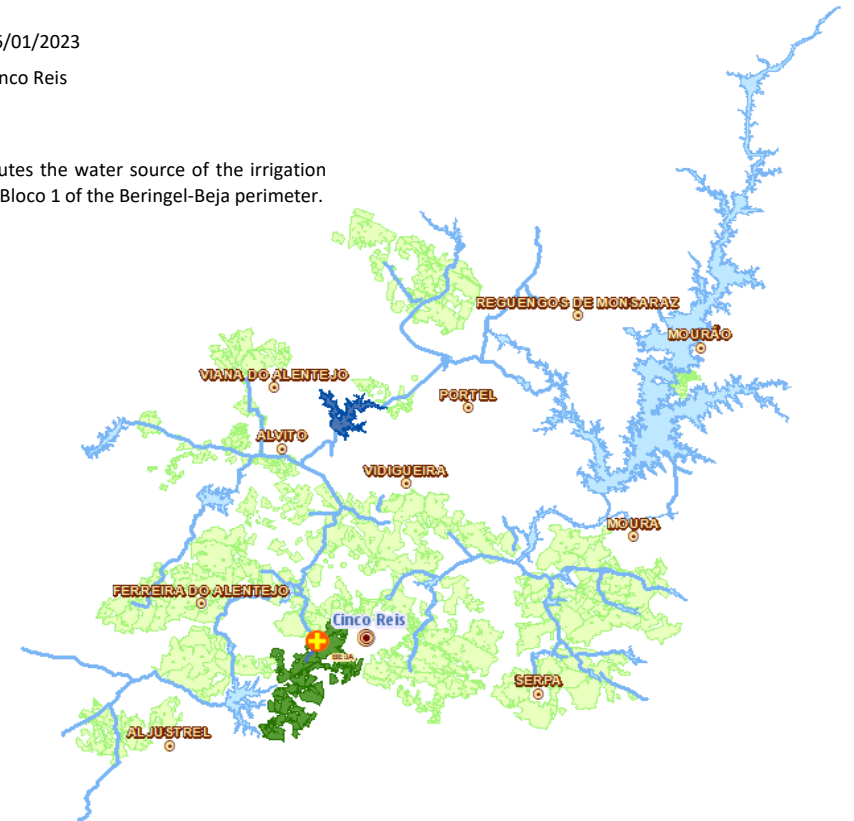 5/01/2023
nco Reis
utes the water source of the irrigation
Bloco 1 of the Beringel-Beja perimeter.
REGUENGOS DE MONSARAZ
MOURÃO
VIANA DO ALENTEJO
PORTEL
ALVITO
VIDIGUEIRA
MOURA
FERREIRA DO ALENTEJO
Cinco Reis
BEJA
SERPA
ALJUSTREL